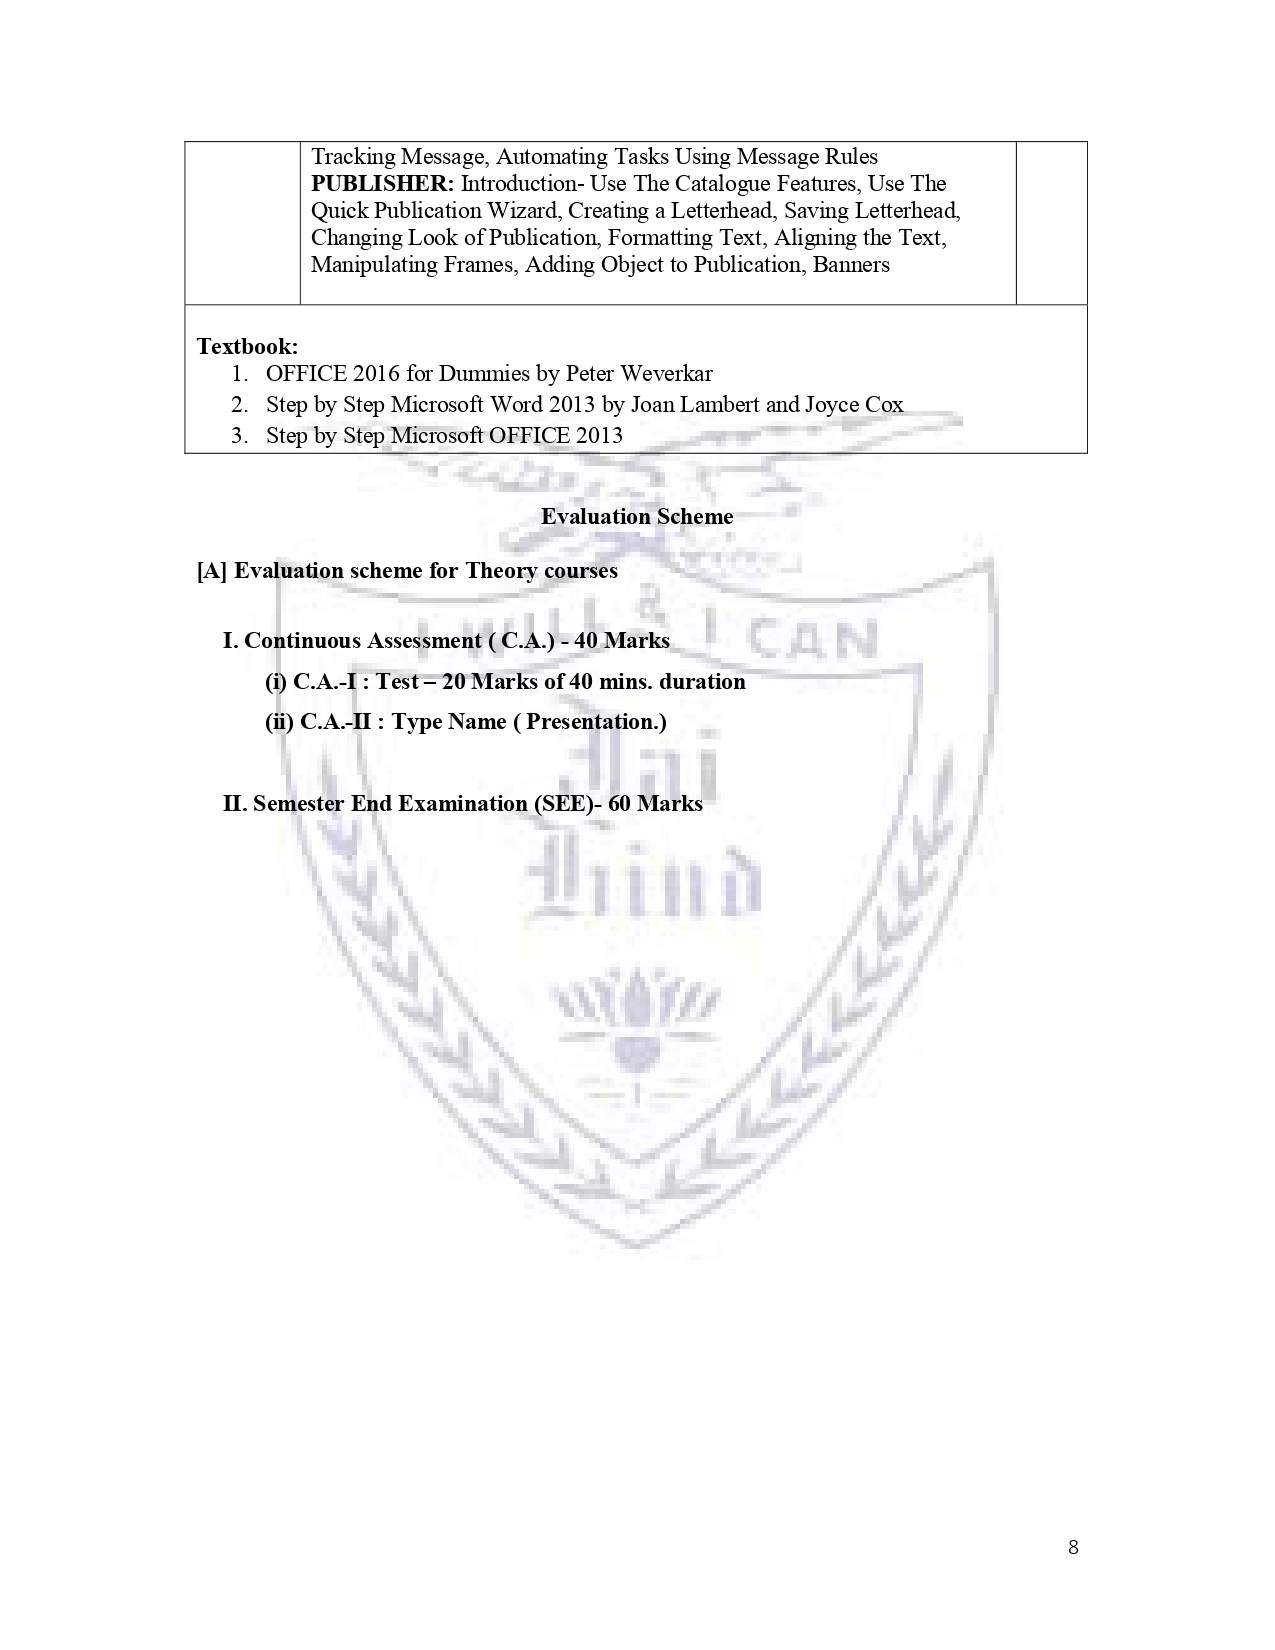 Tracking Message, Automating Tasks Using Message Rules
PUBLISHER: Introduction- Use The Catalogue Features, Use The
Quick Publication Wizard, Creating a Letterhead, Saving Letterhead,
Changing Look of Publication, Formatting Text, Aligning the Text,
Manipulating Frames, Adding Object to Publication, Banners
Textbook:
1. OFFICE 2016 for Dummies by Peter Weverkar
2. Step by Step Microsoft Word 2013 by Joan Lambert and Joyce Cox
3. Step by Step Microsoft OFFICE 2013
Evaluation Scheme
[A] Evaluation scheme for Theory courses
I WILL & I CAN
I. Continuous Assessment ( C.A.) - 40 Marks
(i) C.A.-I : Test – 20 Marks of 40 mins. duration
(ii) C.A.-II : Type Name ( Presentation.)
Jai
II. Semester End Examination (SEE)- 60 Marks
Hind
8